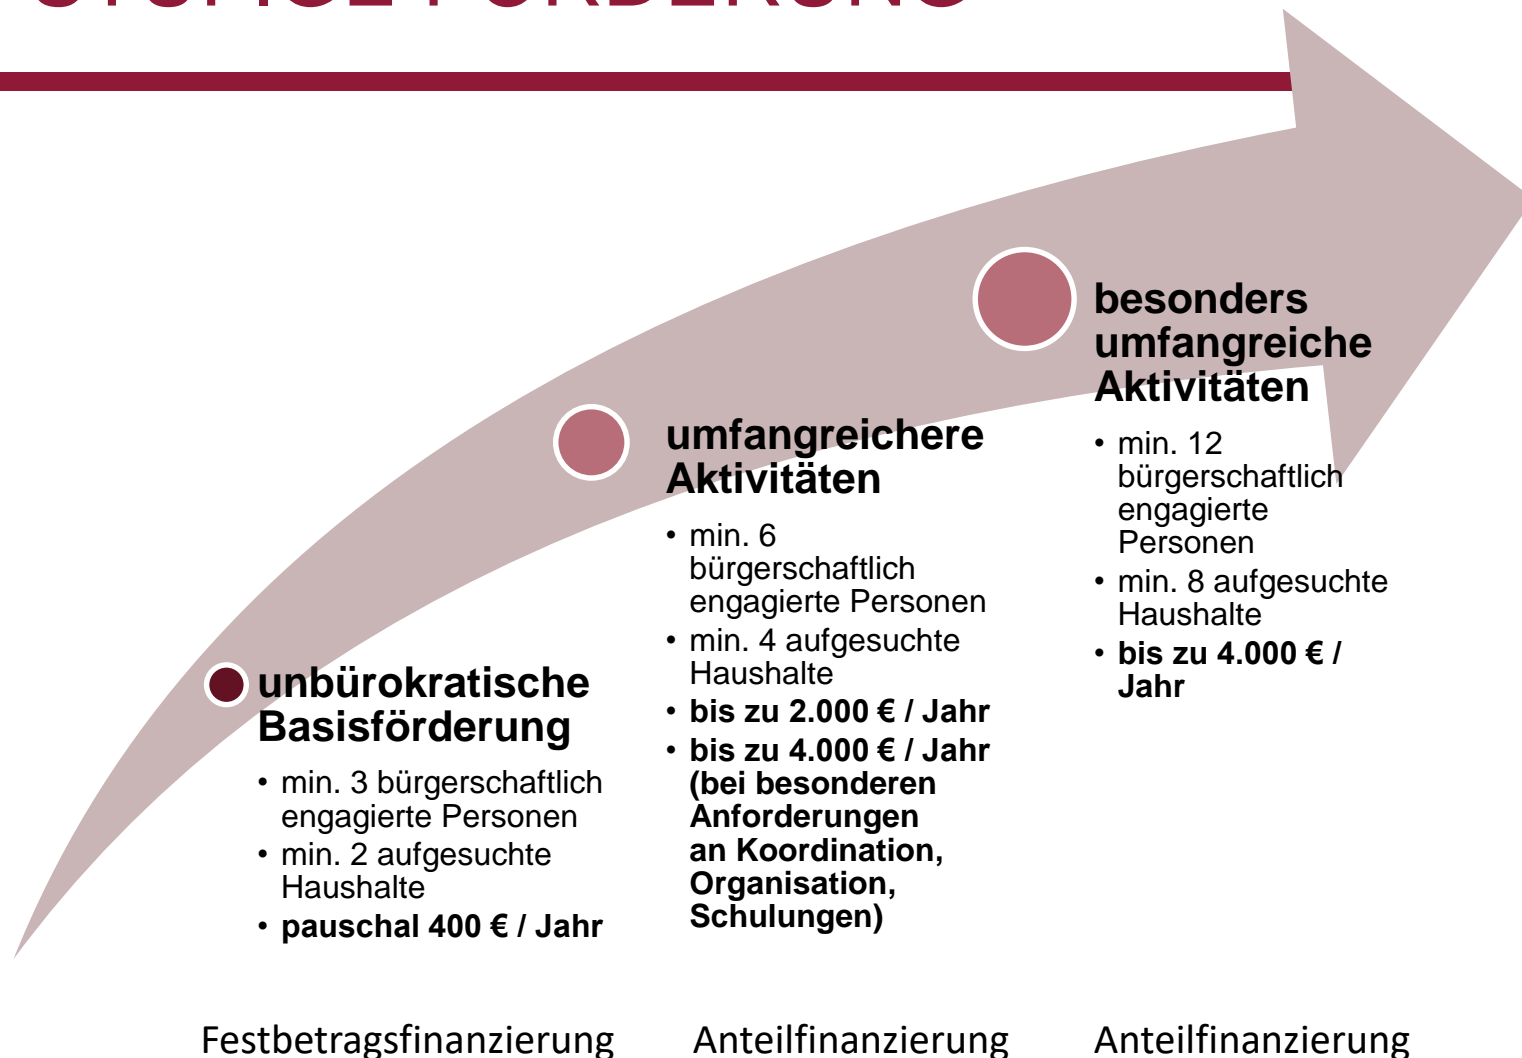 besonders
umfangreiche
Aktivitäten
• min. 12
bürgerschaftlich
engagierte
Personen
• min. 8 aufgesuchte
Haushalte
• bis zu 4.000 € /
Jahr
umfangreichere
Aktivitäten
• min. 6
bürgerschaftlich
engagierte Personen
• min. 4 aufgesuchte
Haushalte
• bis zu 2.000 € / Jahr
• bis zu 4.000 € / Jahr
(bei besonderen
Anforderungen
an Koordination,
Organisation,
Schulungen)
unbürokratische
Basisförderung
• min. 3 bürgerschaftlich
engagierte Personen
• min. 2 aufgesuchte
Haushalte
• pauschal 400 € / Jahr
Festbetragsfinanzierung
Anteilfinanzierung
Anteilfinanzierung